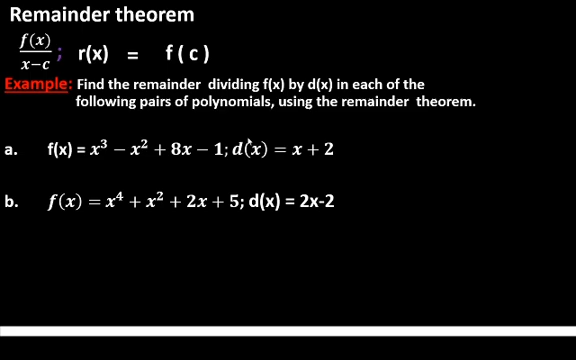 Remainder theorem
f(x)/x−c ; r(x) = f(c)
Example: Find the remainder dividing f(x) by d(x) in each of the
following pairs of polynomials, using the remainder theorem.
a. f(x) = x³ − x² + 8x − 1; d(x) = x + 2
b. f(x) = x⁴ + x² + 2x + 5; d(x) = 2x-2